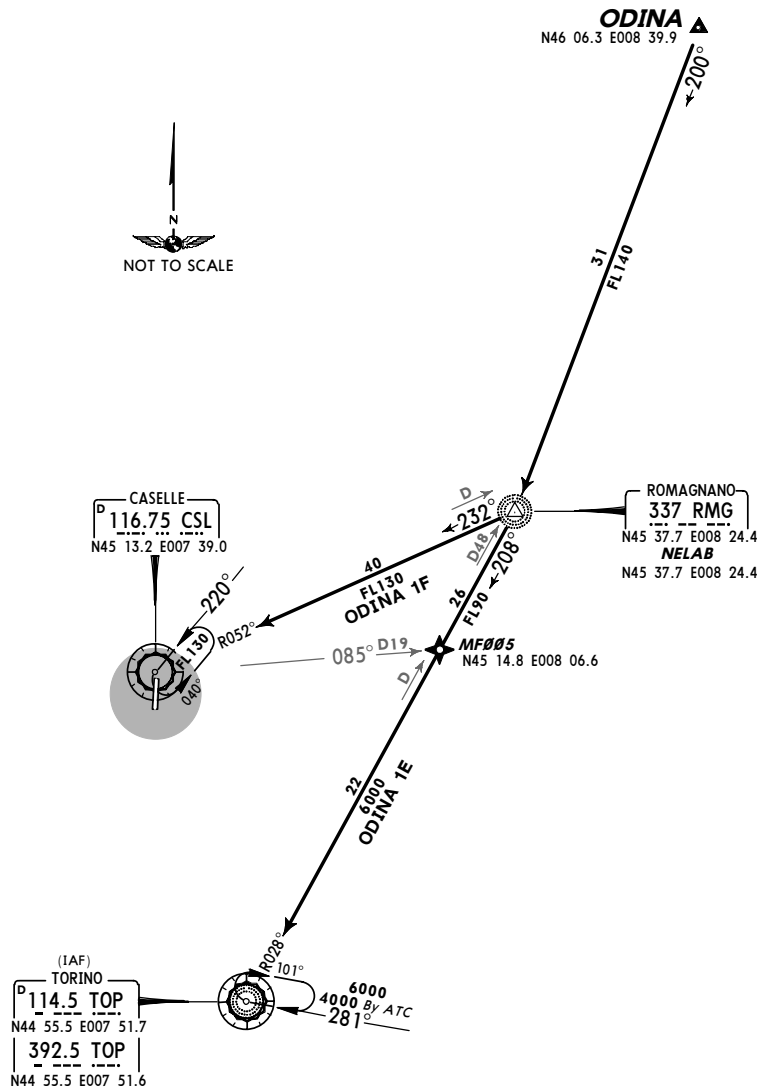 ODINA
N46 06.3 E008 39.9
200°
N
NOT TO SCALE
31
FL140
CASELLE
D 116.75 CSL
N45 13.2 E007 39.0
ROMAGNANO
337 RMG
N45 37.7 E008 24.4
NELAB
N45 37.7 E008 24.4
D
232°
D48
208°
40
FL130
ODINA 1F
26
FL90
220°
R052°
FL130
040°
085° D19
MFØØ5
N45 14.8 E008 06.6
D
22
6000
ODINA 1E
R028°
(IAF)
TORINO
D 114.5 TOP
N44 55.5 E007 51.7
392.5 TOP
N44 55.5 E007 51.6
101°
6000
4000 By ATC
281°